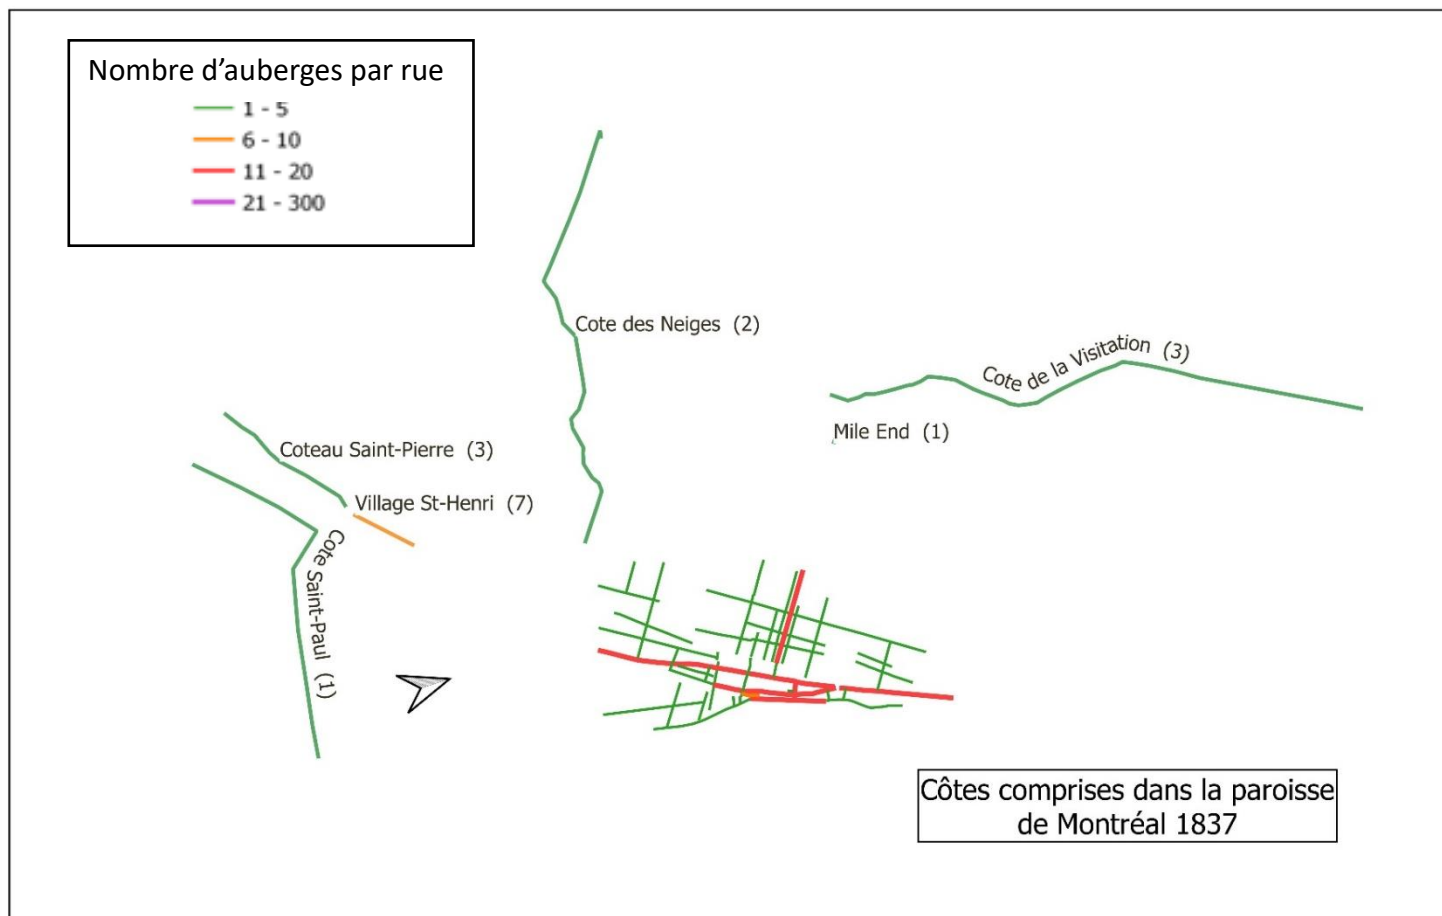 Nombre d’auberges par rue
1 - 5
6 - 10
11 - 20
21 - 300
Cote des Neiges (2)
Cote de la Visitation (3)
Mile End (1)
Coteau Saint-Pierre (3)
Village St-Henri (7)
Cote Saint-Paul (1)
Côtes comprises dans la paroisse
de Montréal 1837